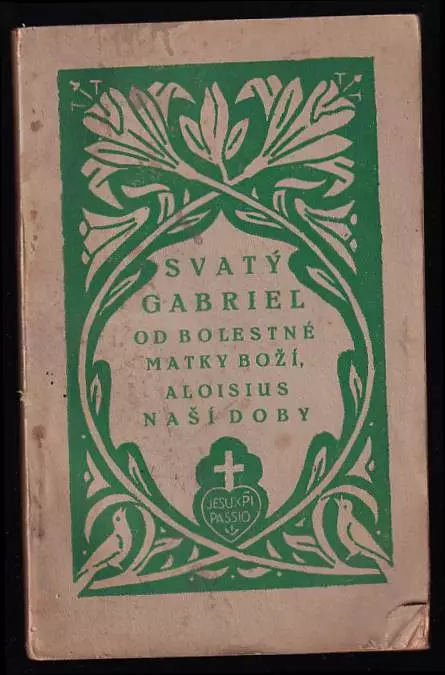 SVATÝ
GABRIEL
OD BOLESTNÉ
MATKY BOŽÍ,
ALOISIUS
NAŠÍ DOBY
JESU XPI
PASSIO